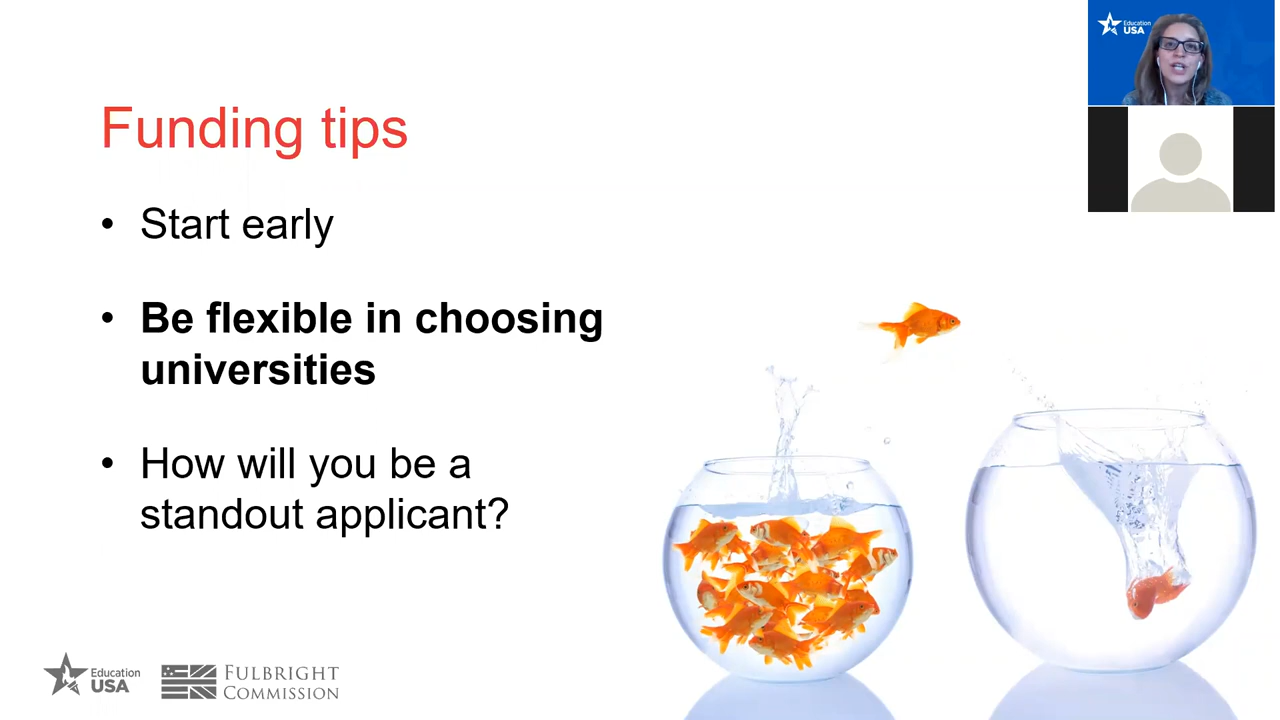 Education
USA
Funding tips
• Start early
• Be flexible in choosing
universities
• How will you be a
standout applicant?
Education
USA
FULBRIGHT
COMMISSION